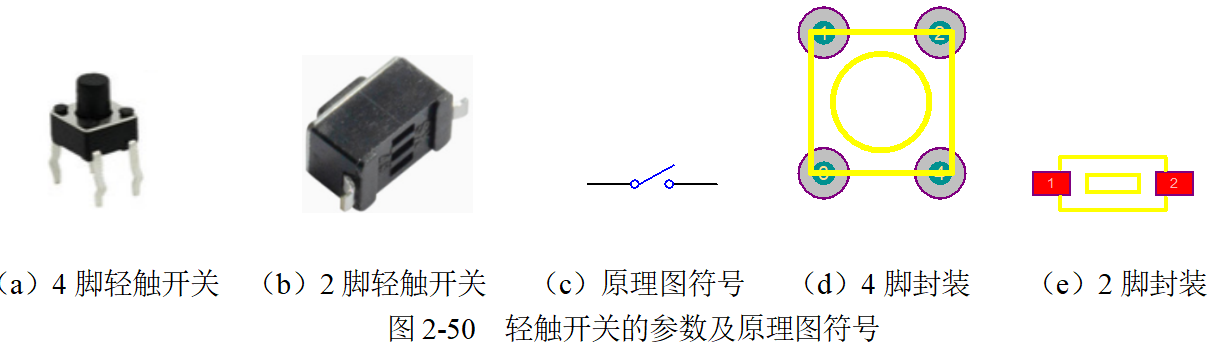 1 2
3 4
1 2
（a）4 脚轻触开关 （b）2 脚轻触开关 （c）原理图符号 （d）4 脚封装 （e）2 脚封装
图 2-50 轻触开关的参数及原理图符号